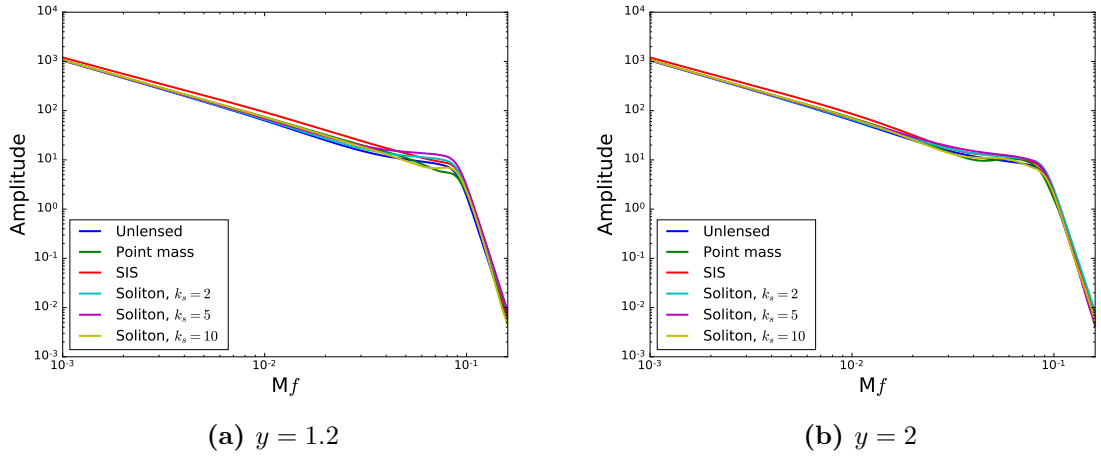 10^4
10^3
10^2
10^1
10^0
10^-1
10^-2
10^-3
Amplitude
Unlensed
Point mass
SIS
Soliton, k_s = 2
Soliton, k_s = 5
Soliton, k_s = 10
10^-3
10^-2
10^-1
Mf
(a) y = 1.2
10^4
10^3
10^2
10^1
10^0
10^-1
10^-2
10^-3
Amplitude
Unlensed
Point mass
SIS
Soliton, k_s = 2
Soliton, k_s = 5
Soliton, k_s = 10
10^-3
10^-2
10^-1
Mf
(b) y = 2